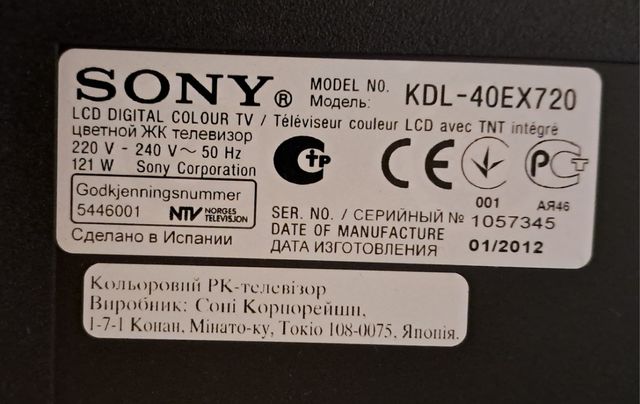 SONY® MODEL NO. KDL-40EX720
Модель:
LCD DIGITAL COLOUR TV / Téléviseur couleur LCD avec TNT intégré
ЦВЕТНОЙ ЖК ТЕЛЕВИЗОР
220 V - 240 V ~ 50 Hz
121 W Sony Corporation
Стр CE РСТ
001 АЯ46
Godkjenningsnummer
5446001 NTV NORGES TELEVISJON
SER. NO. / СЕРИЙНЫЙ № 1057345
DATE OF MANUFACTURE
ДАТА ИЗГОТОВЛЕНИЯ 01/2012
Сделано в Испании
Кольоровий РК-телевізор
Виробник: Соні Корпорейшн,
1-7-1 Конан, Мінато-ку, Токіо 108-0075, Японія.